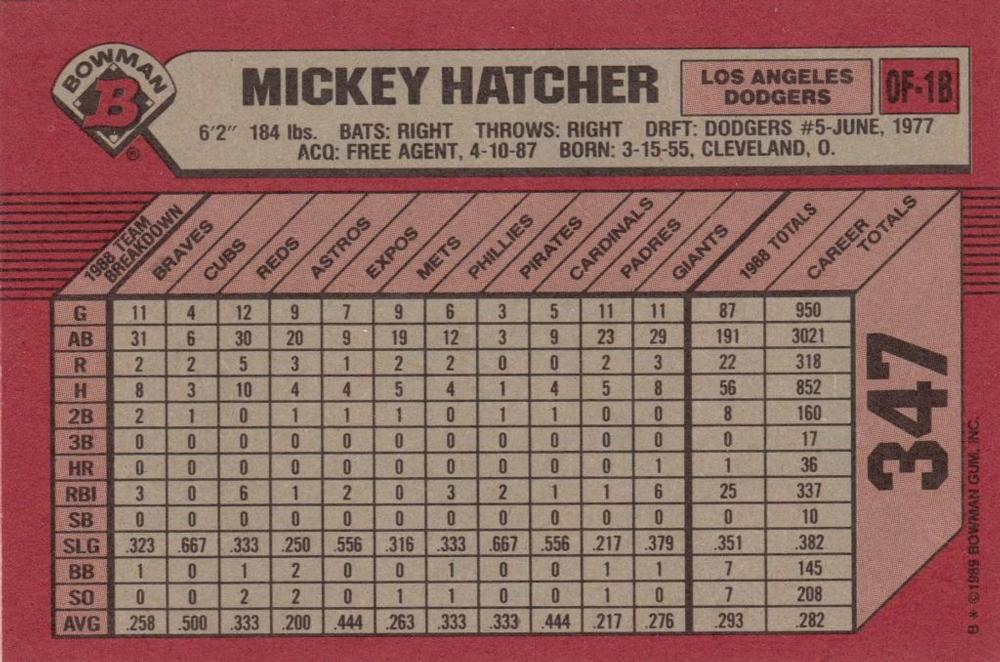 BOWMAN
B
®
MICKEY HATCHER
LOS ANGELES
DODGERS
OF-1B
6'2" 184 lbs. BATS: RIGHT THROWS: RIGHT DRFT: DODGERS #5-JUNE, 1977
ACQ: FREE AGENT, 4-10-87 BORN: 3-15-55, CLEVELAND, O.
1988 TEAM BREAKDOWN BRAVES CUBS REDS ASTROS EXPOS METS PHILLIES PIRATES CARDINALS PADRES GIANTS 1988 TOTALS CAREER TOTALS
G 11 4 12 9 7 9 6 3 5 11 11 87 950
AB 31 6 30 20 9 19 12 3 9 23 29 191 3021
R 2 2 5 3 1 2 2 0 0 2 3 22 318
H 8 3 10 4 4 5 4 1 4 5 8 56 852
2B 2 1 0 1 1 1 0 1 1 0 0 8 160
3B 0 0 0 0 0 0 0 0 0 0 0 0 17
HR 0 0 0 0 0 0 0 0 0 0 1 1 36
RBI 3 0 6 1 2 0 3 2 1 1 6 25 337
SB 0 0 0 0 0 0 0 0 0 0 0 0 10
SLG .323 .667 .333 .250 .556 .316 .333 .667 .556 .217 .379 .351 .382
BB 1 0 1 2 0 0 1 0 0 1 1 7 145
SO 0 0 2 2 0 1 1 0 0 1 0 7 208
AVG .258 .500 .333 .200 .444 .263 .333 .333 .444 .217 .276 .293 .282
347
B * ©1989 BOWMAN GUM, INC.